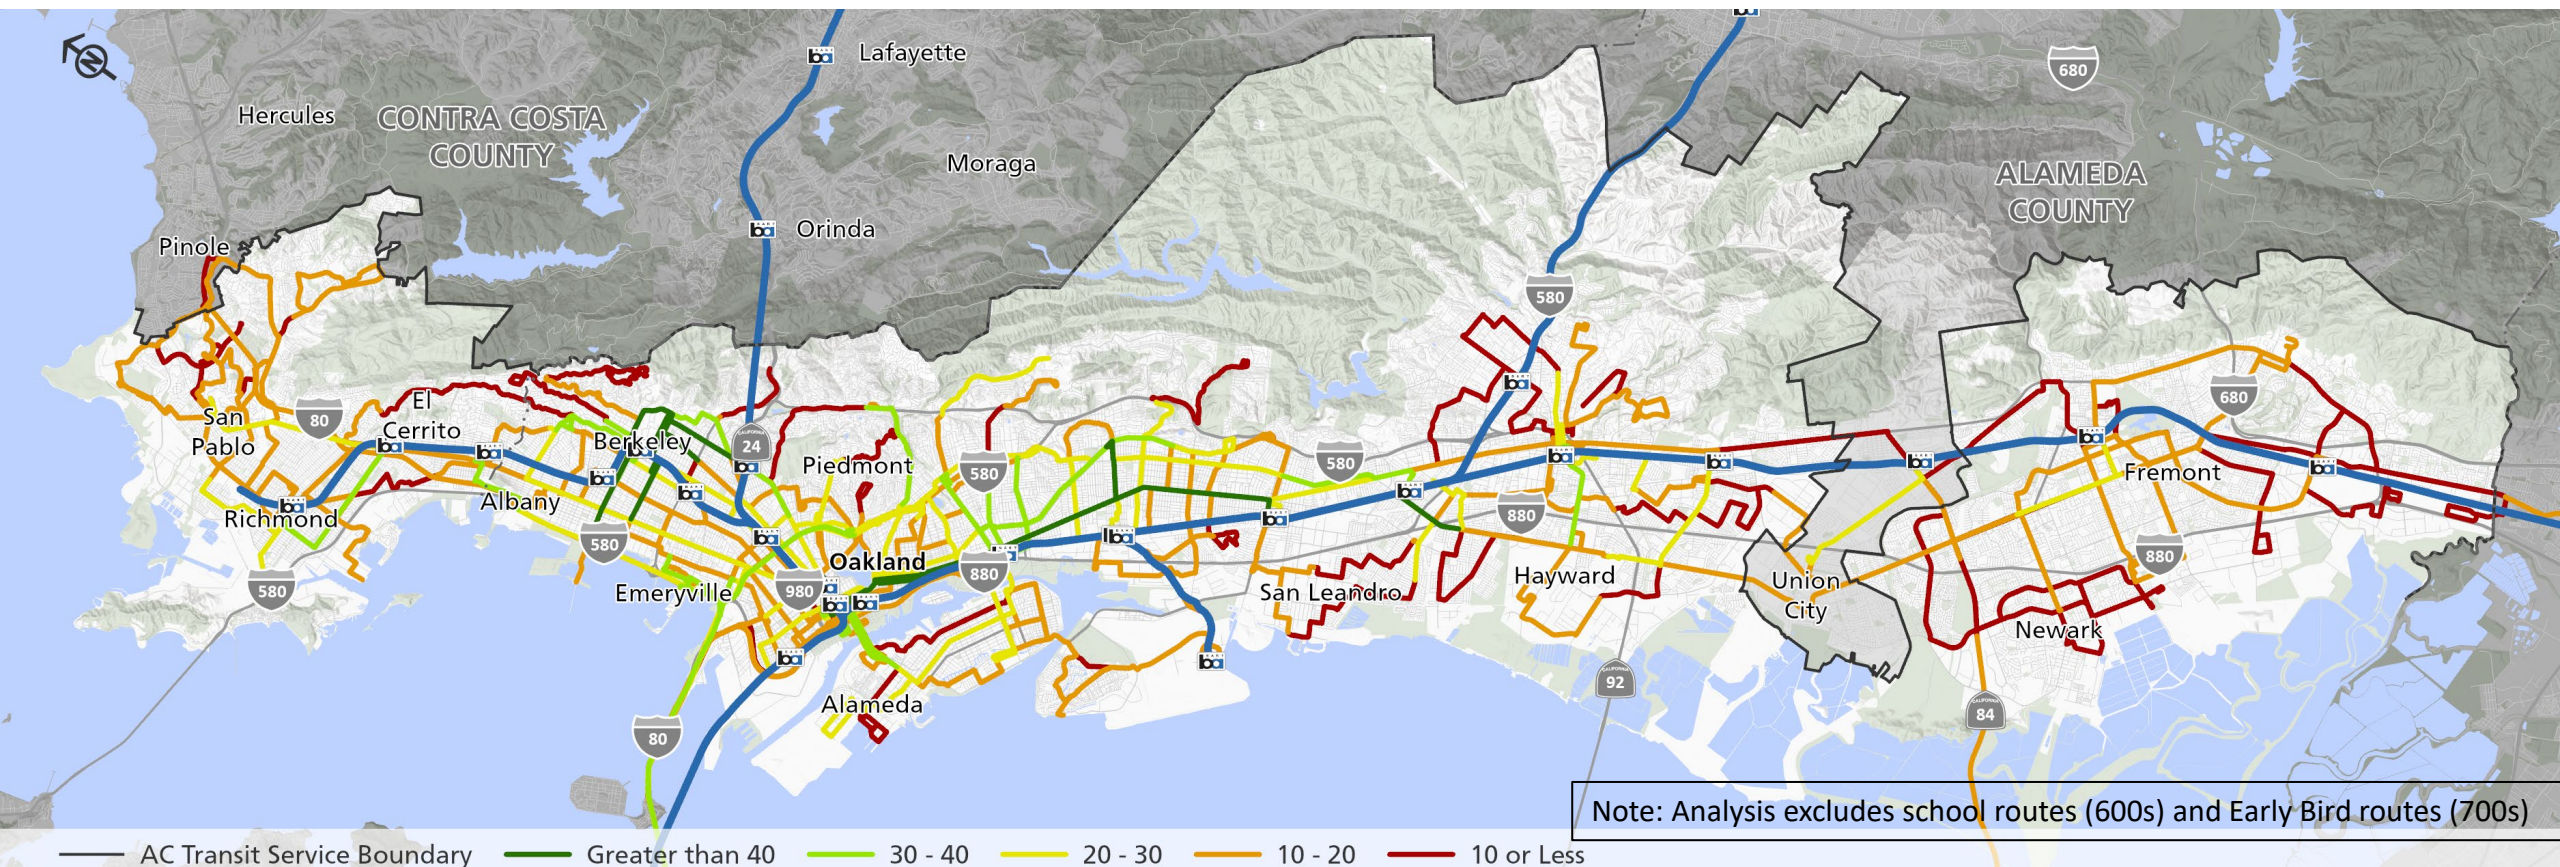 Lafayette
680
Hercules
CONTRA COSTA
COUNTY
Moraga
ALAMEDA
COUNTY
Orinda
Pinole
580
San
Pablo
80
El
Cerrito
Berkeley
24
Piedmont
580
580
680
Fremont
Albany
Richmond
580
880
880
Oakland
880
580
Emeryville
980
San Leandro
Hayward
Union
City
Newark
Alameda
80
92
84
Note: Analysis excludes school routes (600s) and Early Bird routes (700s)
AC Transit Service Boundary
Greater than 40
30 - 40
20 - 30
10 - 20
10 or Less